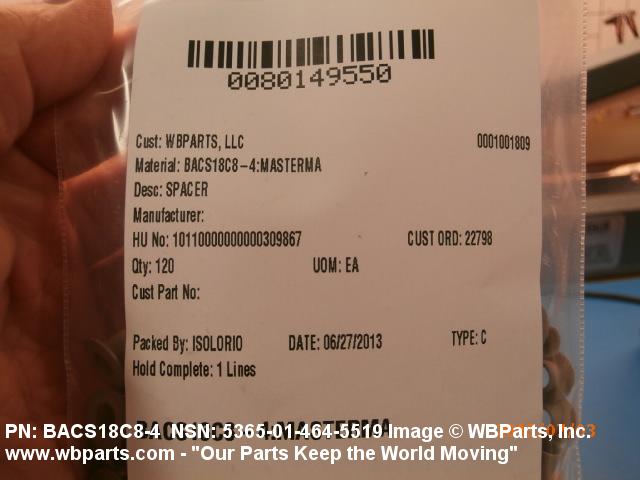 0080149550
Cust: WBPARTS, LLC 0001001809
Material: BACS18C8-4:MASTERMA
Desc: SPACER
Manufacturer:
HU No: 10110000000000309867 CUST ORD: 22798
Qty: 120 UOM: EA
Cust Part No:
Packed By: ISOLORIO DATE: 06/27/2013 TYPE: C
Hold Complete: 1 Lines
PN: BACS18C8-4 NSN: 5365-01-464-5519 Image © WBParts, Inc.
www.wbparts.com - "Our Parts Keep the World Moving"